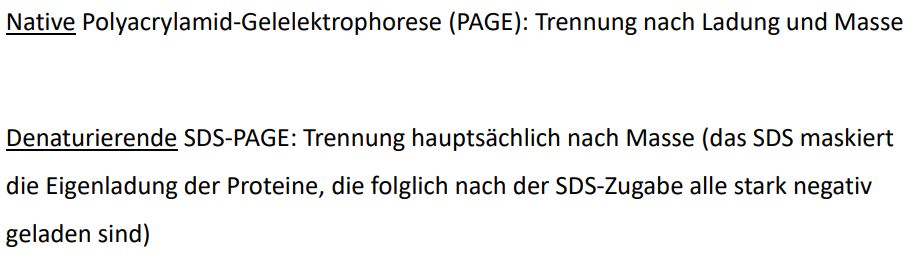 Native Polyacrylamid-Gelelektrophorese (PAGE): Trennung nach Ladung und Masse
Denaturierende SDS-PAGE: Trennung hauptsächlich nach Masse (das SDS maskiert
die Eigenladung der Proteine, die folglich nach der SDS-Zugabe alle stark negativ
geladen sind)